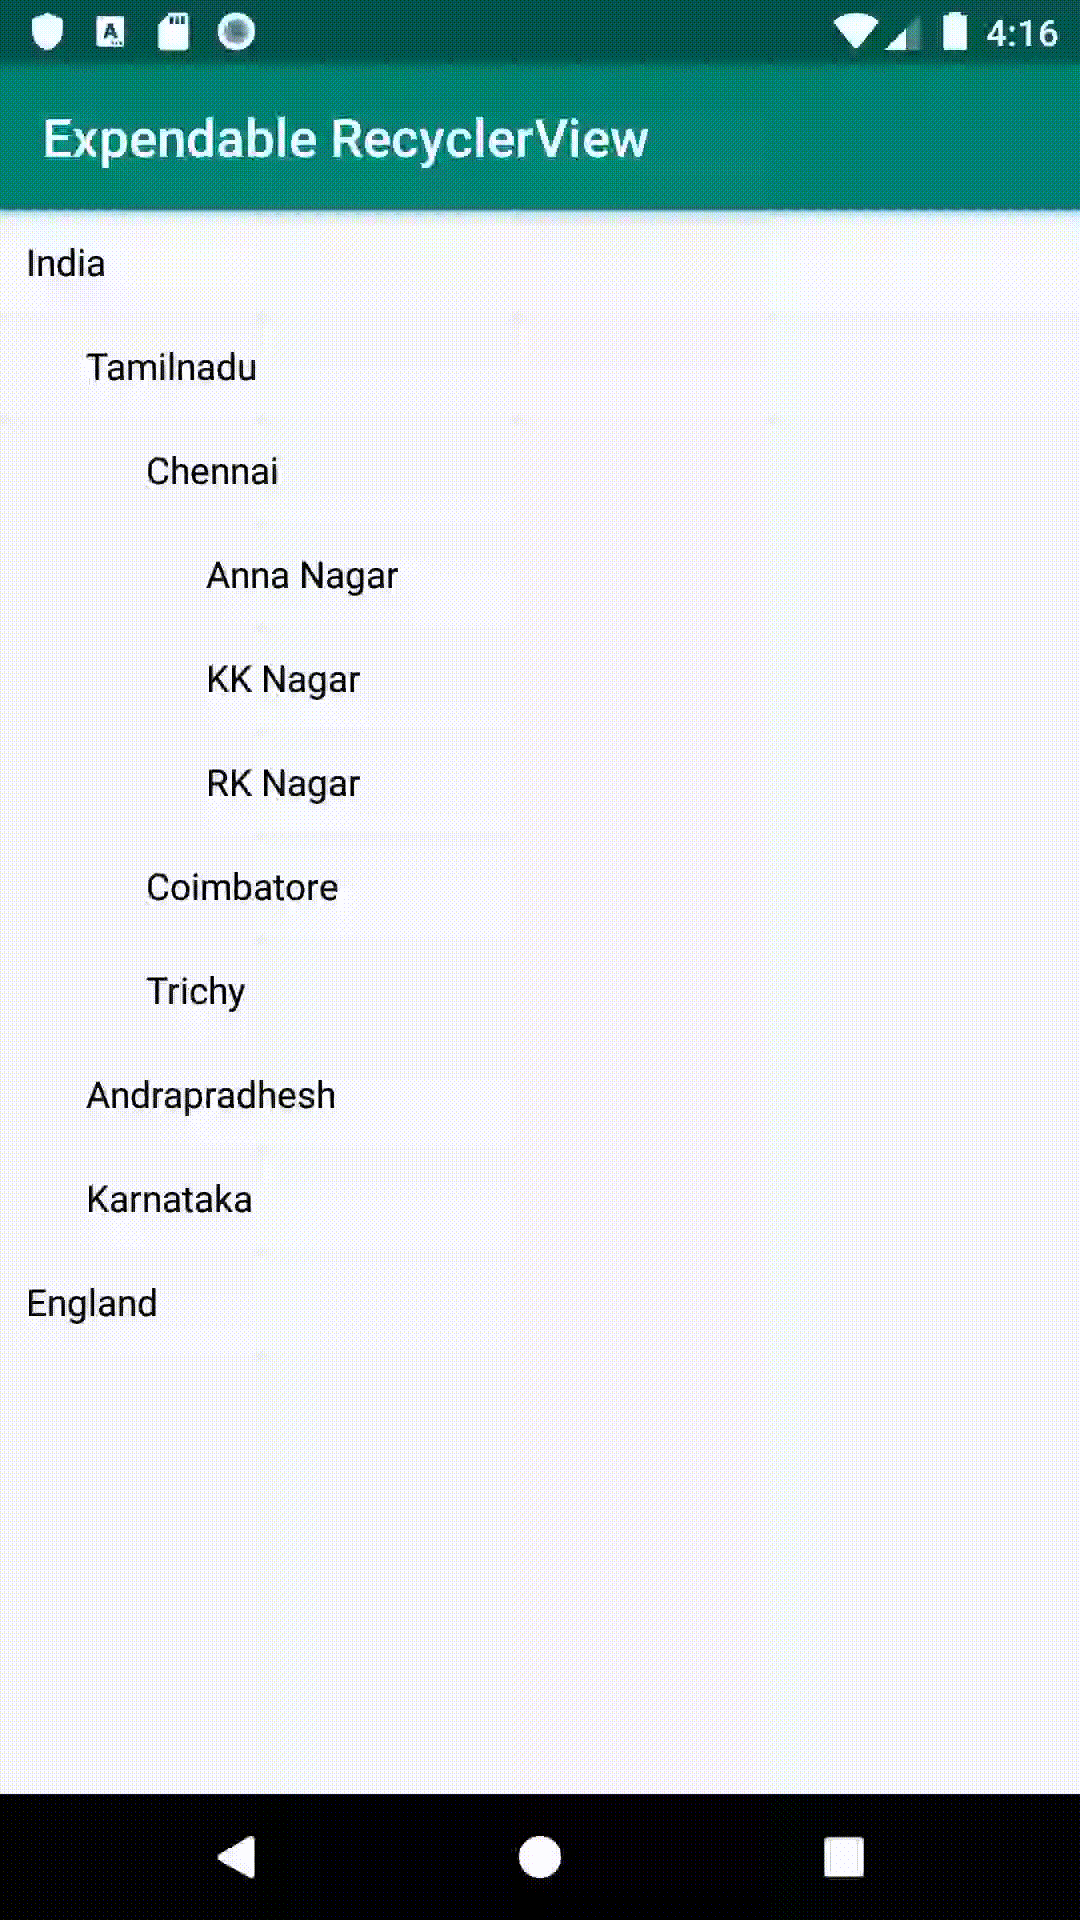 4:16
Expendable RecyclerView
India
Tamilnadu
Chennai
Anna Nagar
KK Nagar
RK Nagar
Coimbatore
Trichy
Andrapradhesh
Karnataka
England